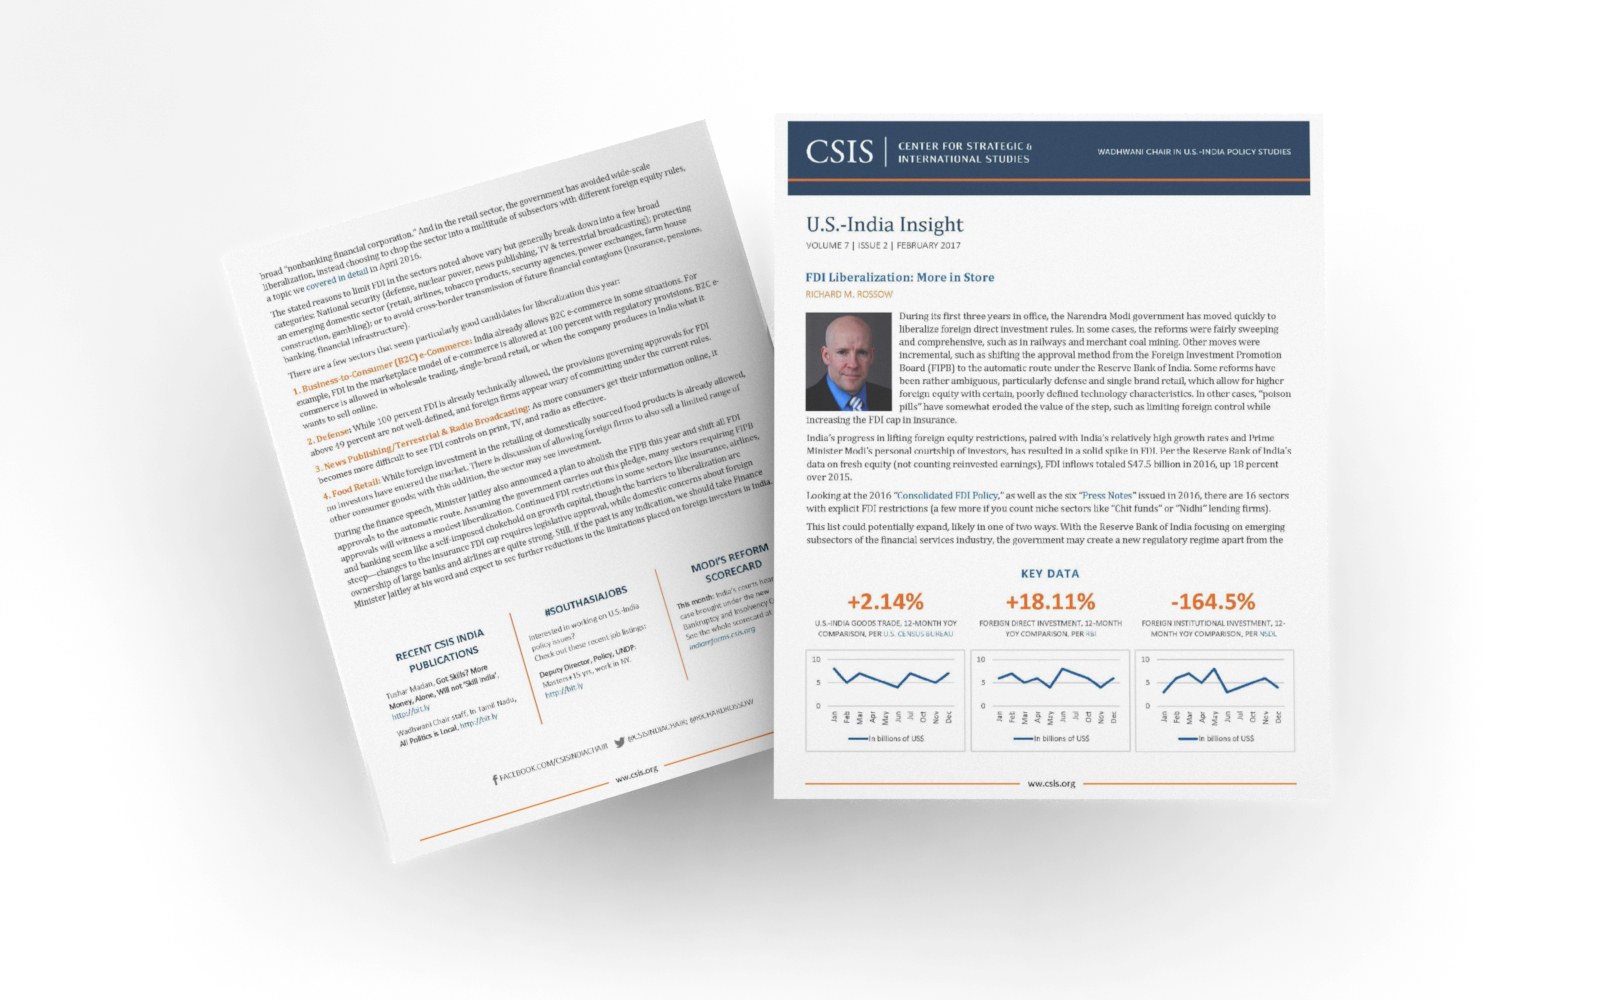 broad "nonbanking financial corporation." And in the retail sector, the government has avoided wide-scale
liberalization, instead choosing to chop the sector into a multitude of subsectors with different foreign equity rules,
a topic we covered in detail in April 2016.
The stated reasons to limit FDI in the sectors noted above vary but generally break down into a few broad
categories: National security (defense, nuclear power, news publishing, TV & terrestrial broadcasting); protecting
an emerging domestic sector (retail, airlines, tobacco products, security agencies, power exchanges, farm house
construction, gambling); or to avoid cross-border transmission of future financial contagions (insurance, pensions,
banking, financial infrastructure).
There are a few sectors that seem particularly good candidates for liberalization this year:
1. Business-to-Consumer (B2C) e-Commerce: India already allows B2C e-commerce in some situations. For
example, FDI in the marketplace model of e-commerce is allowed at 100 percent with regulatory provisions. B2C e-
commerce is allowed in wholesale trading, single-brand retail, or when the company produces in India what it
wants to sell online.
2. Defense: While 100 percent FDI is already technically allowed, the provisions governing approvals for FDI
above 49 percent are not well-defined, and foreign firms appear wary of committing under the current rules.
3. News Publishing/Terrestrial & Radio Broadcasting: As more consumers get their information online, it
becomes more difficult to see FDI controls on print, TV, and radio as effective.
4. Food Retail: While foreign investment in the retailing of domestically sourced food products is already allowed,
no investors have entered the market. There is discussion of allowing foreign firms to also sell a limited range of
other consumer goods; with this addition, the sector may see investment.
During the finance speech, Minister Jaitley also announced a plan to abolish the FIPB this year and shift all FDI
approvals to the automatic route. Assuming the government carries out this pledge, many sectors requiring FIPB
approvals will witness a modest liberalization. Continued FDI restrictions in some sectors like insurance, airlines,
and banking seem like a self-imposed chokehold on growth capital, though the barriers to liberalization are
steep—changes to the insurance FDI cap requires legislative approval, while domestic concerns about foreign
ownership of large banks and airlines are quite strong. Still, if the past is any indication, we should take Finance
Minister Jaitley at his word and expect to see further reductions in the limitations placed on foreign investors in India.
RECENT CSIS INDIA
PUBLICATIONS
Tushar Madan, Got Skills? More
Money, Alone, Will not 'Skill India',
http://bit.ly
Wadhwani Chair staff, In Tamil Nadu,
All Politics is Local, http://bit.ly
#SOUTHASIAJOBS
Interested in working on U.S.-India
policy issues?
Check out these recent job listings:
Deputy Director, Policy, UNDP:
Masters+15 yrs, work in NY.
http://bit.ly
MODI'S REFORM
SCORECARD
This month: India's courts hear
case brought under the new
Bankruptcy and Insolvency C
See the whole scorecard at
indiareforms.csis.org
FACEBOOK.COM/CSISINDIACHAIR @CSISINDIACHAIR; @RICHARDROSSOW
ww.csis.org
CSIS | CENTER FOR STRATEGIC &
INTERNATIONAL STUDIES
WADHWANI CHAIR IN U.S.-INDIA POLICY STUDIES
U.S.-India Insight
VOLUME 7 | ISSUE 2 | FEBRUARY 2017
FDI Liberalization: More in Store
RICHARD M. ROSSOW
During its first three years in office, the Narendra Modi government has moved quickly to
liberalize foreign direct investment rules. In some cases, the reforms were fairly sweeping
and comprehensive, such as in railways and merchant coal mining. Other moves were
incremental, such as shifting the approval method from the Foreign Investment Promotion
Board (FIPB) to the automatic route under the Reserve Bank of India. Some reforms have
been rather ambiguous, particularly defense and single brand retail, which allow for higher
foreign equity with certain, poorly defined technology characteristics. In other cases, "poison
pills" have somewhat eroded the value of the step, such as limiting foreign control while
increasing the FDI cap in insurance.
India's progress in lifting foreign equity restrictions, paired with India's relatively high growth rates and Prime
Minister Modi's personal courtship of investors, has resulted in a solid spike in FDI. Per the Reserve Bank of India's
data on fresh equity (not counting reinvested earnings), FDI inflows totaled $47.5 billion in 2016, up 18 percent
over 2015.
Looking at the 2016 "Consolidated FDI Policy," as well as the six "Press Notes" issued in 2016, there are 16 sectors
with explicit FDI restrictions (a few more if you count niche sectors like "Chit funds" or "Nidhi" lending firms).
This list could potentially expand, likely in one of two ways. With the Reserve Bank of India focusing on emerging
subsectors of the financial services industry, the government may create a new regulatory regime apart from the
KEY DATA
+2.14%
U.S.-INDIA GOODS TRADE, 12-MONTH YOY
COMPARISON, PER U.S. CENSUS BUREAU
10
5
0
Jan Feb Mar Apr May Jun Jul Oct Nov Dec
In billions of US$
+18.11%
FOREIGN DIRECT INVESTMENT, 12-MONTH
YOY COMPARISON, PER RBI
10
5
0
Jan Feb Mar Apr May Jun Jul Oct Nov Dec
In billions of US$
-164.5%
FOREIGN INSTITUTIONAL INVESTMENT, 12-
MONTH YOY COMPARISON, PER NSDL
10
5
0
Jan Feb Mar Apr May Jun Jul Oct Nov Dec
In billions of US$
ww.csis.org